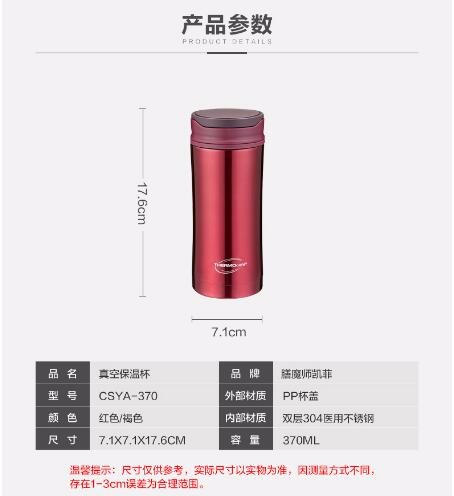 产品参数
PRODUCT DETAILS
17.6cm
THERMOcafé
7.1cm
品 名 真空保温杯 品 牌 膳魔师凯菲
型 号 CSYA-370 外部材质 PP杯盖
颜 色 红色/褐色 内部材质 双层304医用不锈钢
尺 寸 7.1X7.1X17.6CM 容 量 370ML
温馨提示：尺寸仅供参考，实际尺寸以实物为准，因测量方式不同，
存在1-3cm误差为合理范围。